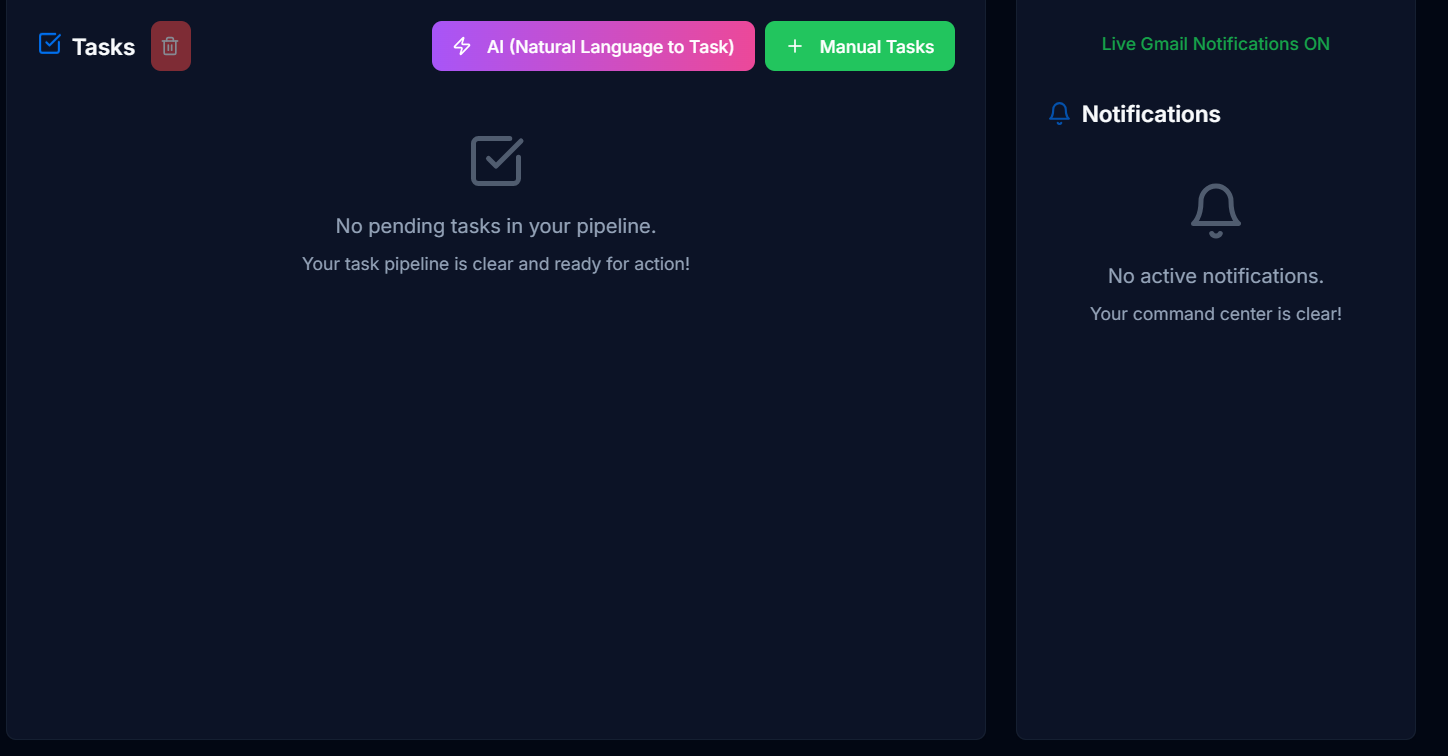 Tasks
AI (Natural Language to Task)
Manual Tasks
No pending tasks in your pipeline.
Your task pipeline is clear and ready for action!
Live Gmail Notifications ON
Notifications
No active notifications.
Your command center is clear!